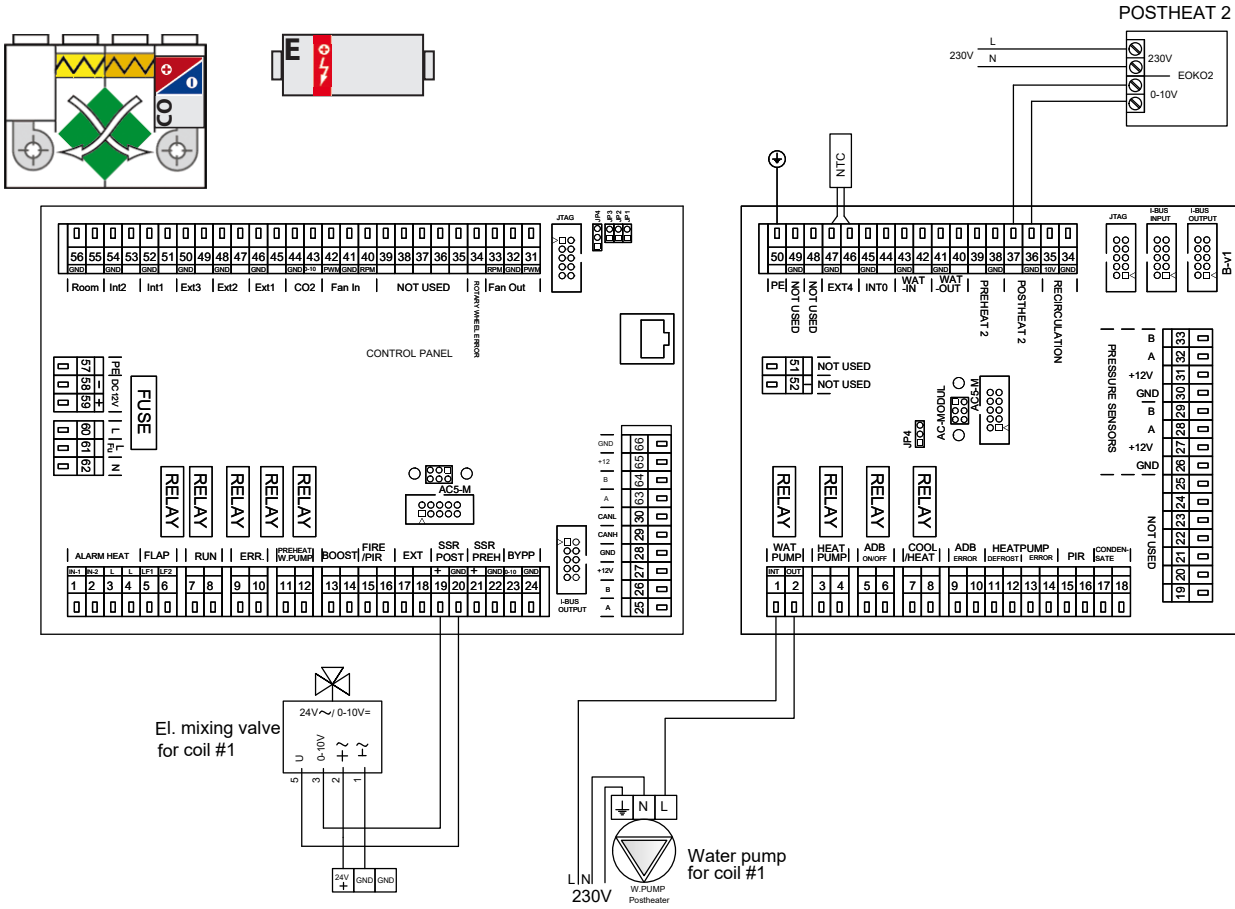 POSTHEAT 2
L
230V
N
230V
EOKO2
0-10V
E
CO
NTC
JTAG
JP4
JP3
JP2
JP1
56 55 54 53 52 51 50 49 48 47 46 45 44 43 42 41 40 39 38 37 36 35 34 33 32 31
GND GND GND GND GND GND GND 0-10 PWM GND RPM RPM GND PWM
Room Int2 Int1 Ext3 Ext2 Ext1 CO2 Fan In NOT USED ROTARY WHEEL ERROR Fan Out
CONTROL PANEL
57 58 59
PE DC 12V - +
60 61 62
L L Fu N
FUSE
RELAY RELAY RELAY RELAY RELAY
AC5-M
GND 66
+12 65
B 64
A 63
CANL 30
CANH 29
GND 28
+12V 27
B 26
A 25
I-BUS OUTPUT
ALARM HEAT FLAP RUN ERR. PREHEAT/ W.PUMP BOOST FIRE /PIR EXT SSR POST SSR PREH BYPP
IN-1 IN-2 L L LF1 LF2 + GND + GND 0-10 GND
1 2 3 4 5 6 7 8 9 10 11 12 13 14 15 16 17 18 19 20 21 22 23 24
50 49 48 47 46 45 44 43 42 41 40 39 38 37 36 35 34
GND GND GND GND GND GND GND 10V GND
PE NOT USED NOT USED EXT4 INT0 WAT -IN WAT -OUT PREHEAT 2 POSTHEAT 2 RECIRCULATION
JTAG
I-BUS INPUT
I-BUS OUTPUT
B-v1
51 NOT USED
52 NOT USED
AC-MODUL
AC5-M
JP4
PRESSURE SENSORS
B 33
A 32
+12V 31
GND 30
B 29
A 28
+12V 27
GND 26
NOT USED
25
24
23
22
21
20
19
RELAY RELAY RELAY RELAY
WAT PUMP HEAT PUMP ADB ON/OFF COOL /HEAT ADB ERROR HEATPUMP DEFROST ERROR PIR CONDEN- SATE
INT OUT
1 2 3 4 5 6 7 8 9 10 11 12 13 14 15 16 17 18
El. mixing valve
for coil #1
24V~/ 0-10V=
U 0-10V
5 3 2 1
24V + GND GND
N L
Water pump
for coil #1
W.PUMP
Postheater
L N
230V